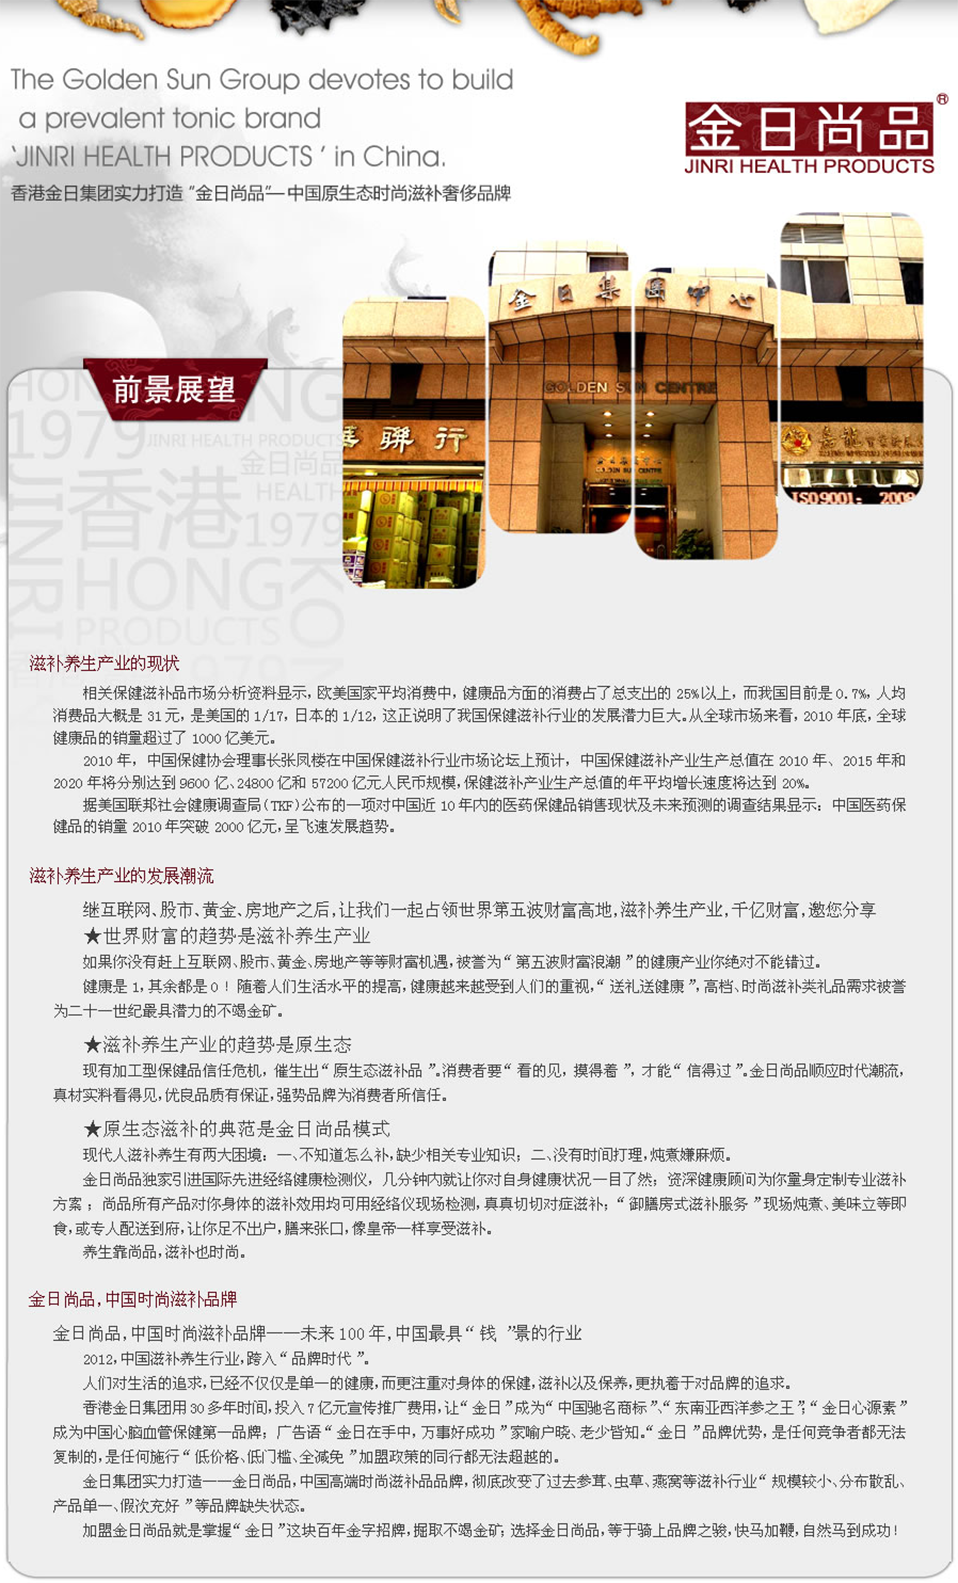 The Golden Sun Group devotes to build
a prevalent tonic brand
‘JINRI HEALTH PRODUCTS ’ in China.
香港金日集团实力打造 “金日尚品”— 中国原生态时尚滋补奢侈品牌
金日尚品
®
JINRI HEALTH PRODUCTS
金日集團中心
GOLDEN SUN CENTRE
聯行
嘉龍
ISO9001: 2008
前景展望
HONG
1979
JINRI HEALTH PRODUCTS
金日尚品
HEALTH
香港
1979
JINRI
HONGKONG
PRODUCTS
1979
滋补养生产业的现状
相关保健滋补品市场分析资料显示，欧美国家平均消费中，健康品方面的消费占了总支出的 25%以上，而我国目前是 0.7%，人均
消费品大概是 31 元，是美国的 1/17，日本的 1/12，这正说明了我国保健滋补行业的发展潜力巨大。从全球市场来看，2010 年底，全球
健康品的销量超过了 1000 亿美元。
2010 年，中国保健协会理事长张凤楼在中国保健滋补行业市场论坛上预计，中国保健滋补产业生产总值在 2010 年、2015 年和
2020 年将分别达到 9600 亿、24800 亿和 57200 亿元人民币规模，保健滋补产业生产总值的年平均增长速度将达到 20%。
据美国联邦社会健康调查局(TKF)公布的一项对中国近 10 年内的医药保健品销售现状及未来预测的调查结果显示：中国医药保
健品的销量 2010 年突破 2000 亿元，呈飞速发展趋势。
滋补养生产业的发展潮流
继互联网、股市、黄金、房地产之后，让我们一起占领世界第五波财富高地，滋补养生产业，千亿财富，邀您分享
★世界财富的趋势是滋补养生产业
如果你没有赶上互联网、股市、黄金、房地产等等财富机遇，被誉为“第五波财富浪潮”的健康产业你绝对不能错过。
健康是 1，其余都是 0！随着人们生活水平的提高，健康越来越受到人们的重视，“送礼送健康”，高档、时尚滋补类礼品需求被誉
为二十一世纪最具潜力的不竭金矿。
★滋补养生产业的趋势是原生态
现有加工型保健品信任危机，催生出“原生态滋补品”。消费者要“看的见，摸得着”，才能“信得过”。金日尚品顺应时代潮流，
真材实料看得见，优良品质有保证，强势品牌为消费者所信任。
★原生态滋补的典范是金日尚品模式
现代人滋补养生有两大困境：一、不知道怎么补，缺少相关专业知识；二、没有时间打理，炖煮嫌麻烦。
金日尚品独家引进国际先进经络健康检测仪，几分钟内就让你对自身健康状况一目了然；资深健康顾问为你量身定制专业滋补
方案；尚品所有产品对你身体的滋补效用均可用经络仪现场检测，真真切切对症滋补；“御膳房式滋补服务”现场炖煮、美味立等即
食，或专人配送到府，让你足不出户，膳来张口，像皇帝一样享受滋补。
养生靠尚品，滋补也时尚。
金日尚品，中国时尚滋补品牌
金日尚品，中国时尚滋补品牌——未来 100 年，中国最具“钱”景的行业
2012，中国滋补养生行业，跨入“品牌时代”。
人们对生活的追求，已经不仅仅是单一的健康，而更注重对身体的保健，滋补以及保养，更执着于对品牌的追求。
香港金日集团用 30 多年时间，投入 7 亿元宣传推广费用，让“金日”成为“中国驰名商标”、“东南亚西洋参之王”；“金日心源素”
成为中国心脑血管保健第一品牌；广告语“金日在手中，万事好成功”家喻户晓、老少皆知。“金日”品牌优势，是任何竞争者都无法
复制的，是任何施行“低价格、低门槛、全减免”加盟政策的同行都无法超越的。
金日集团实力打造——金日尚品，中国高端时尚滋补品品牌，彻底改变了过去参茸、虫草、燕窝等滋补行业“规模较小、分布散乱、
产品单一、假次充好”等品牌缺失状态。
加盟金日尚品就是掌握“金日”这块百年金字招牌，掘取不竭金矿；选择金日尚品，等于骑上品牌之骏，快马加鞭，自然马到成功！